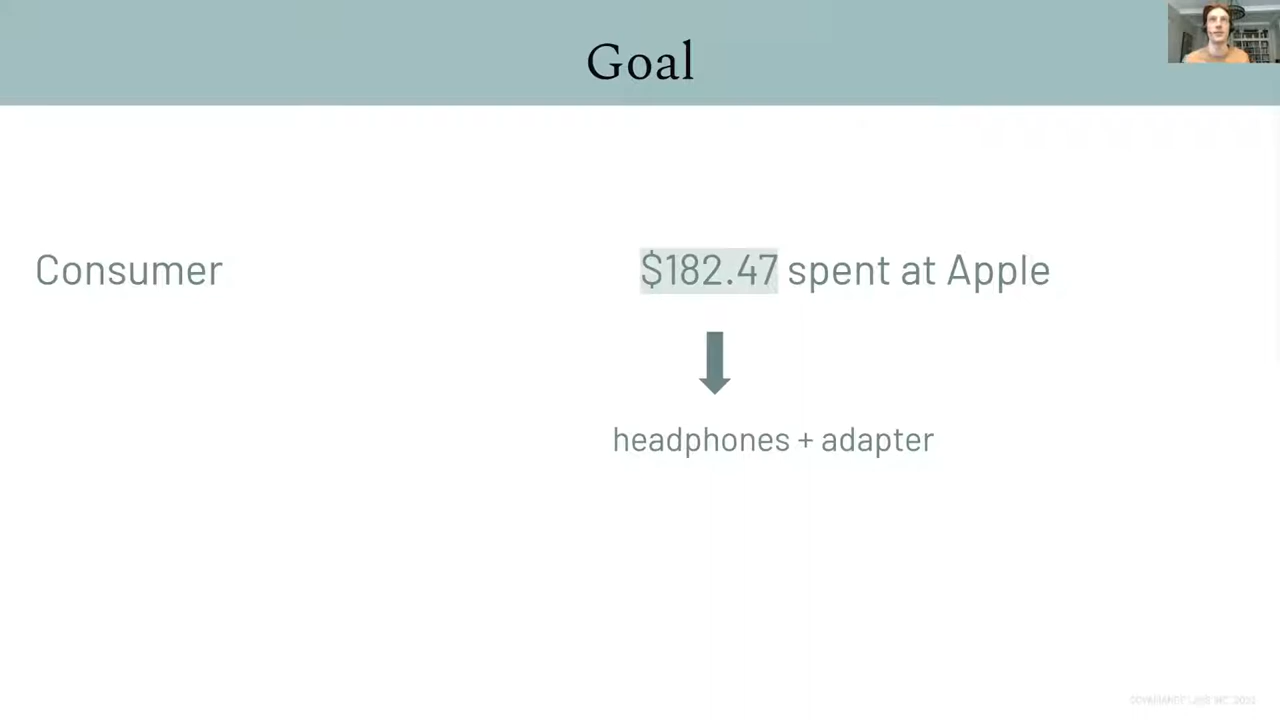 Goal
Consumer
$182.47 spent at Apple
headphones + adapter